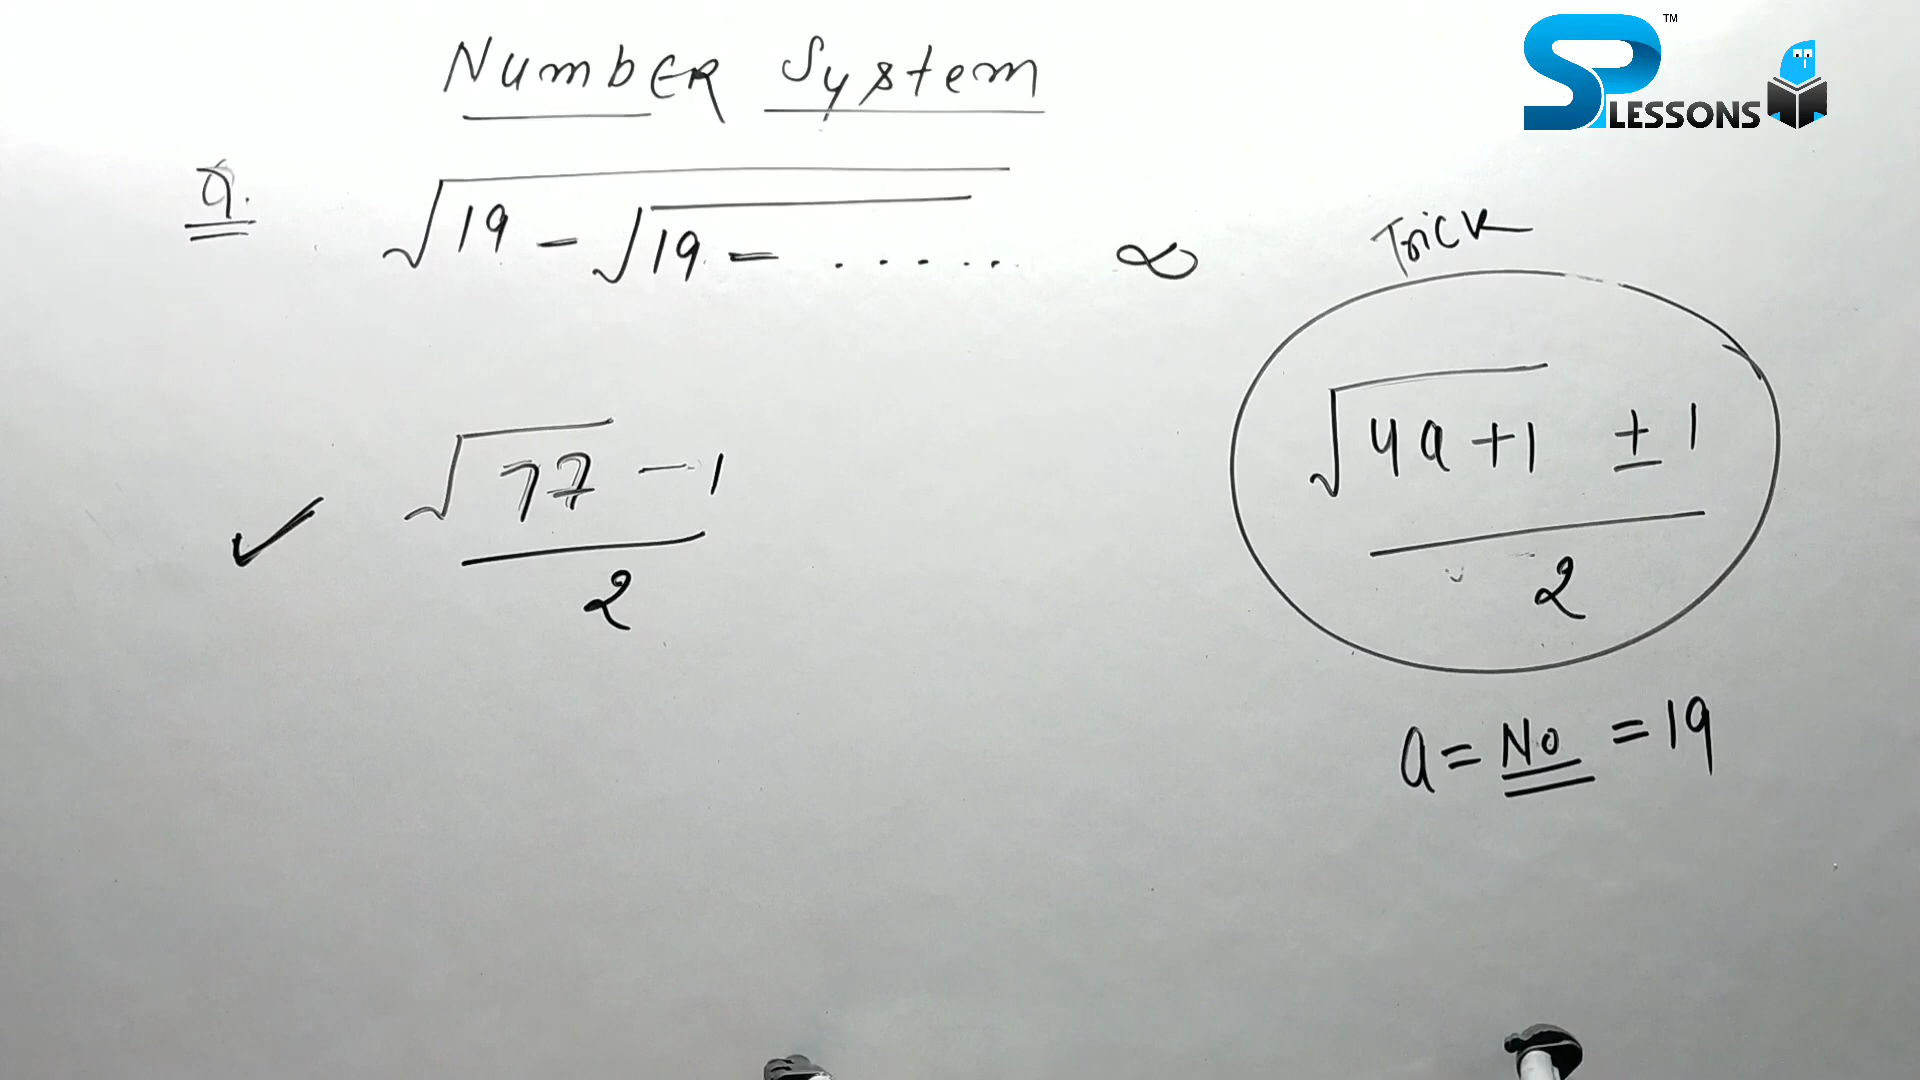 NumbER System
SP LESSONS ™
Q. √19 - √19 - ..... ∞
Trick
√77 - 1
2
√4a + 1 ± 1
2
a = No = 19